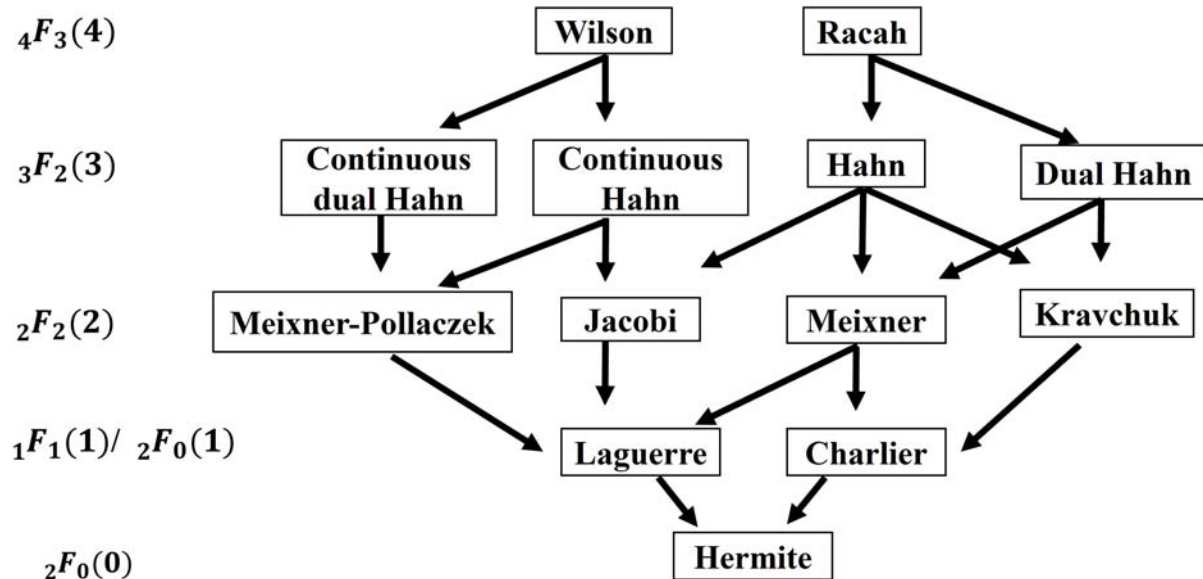 ₄F₃(4)
Wilson
Racah
₃F₂(3)
Continuous
dual Hahn
Continuous
Hahn
Hahn
Dual Hahn
₂F₂(2)
Meixner-Pollaczek
Jacobi
Meixner
Kravchuk
₁F₁(1)/ ₂F₀(1)
Laguerre
Charlier
₂F₀(0)
Hermite